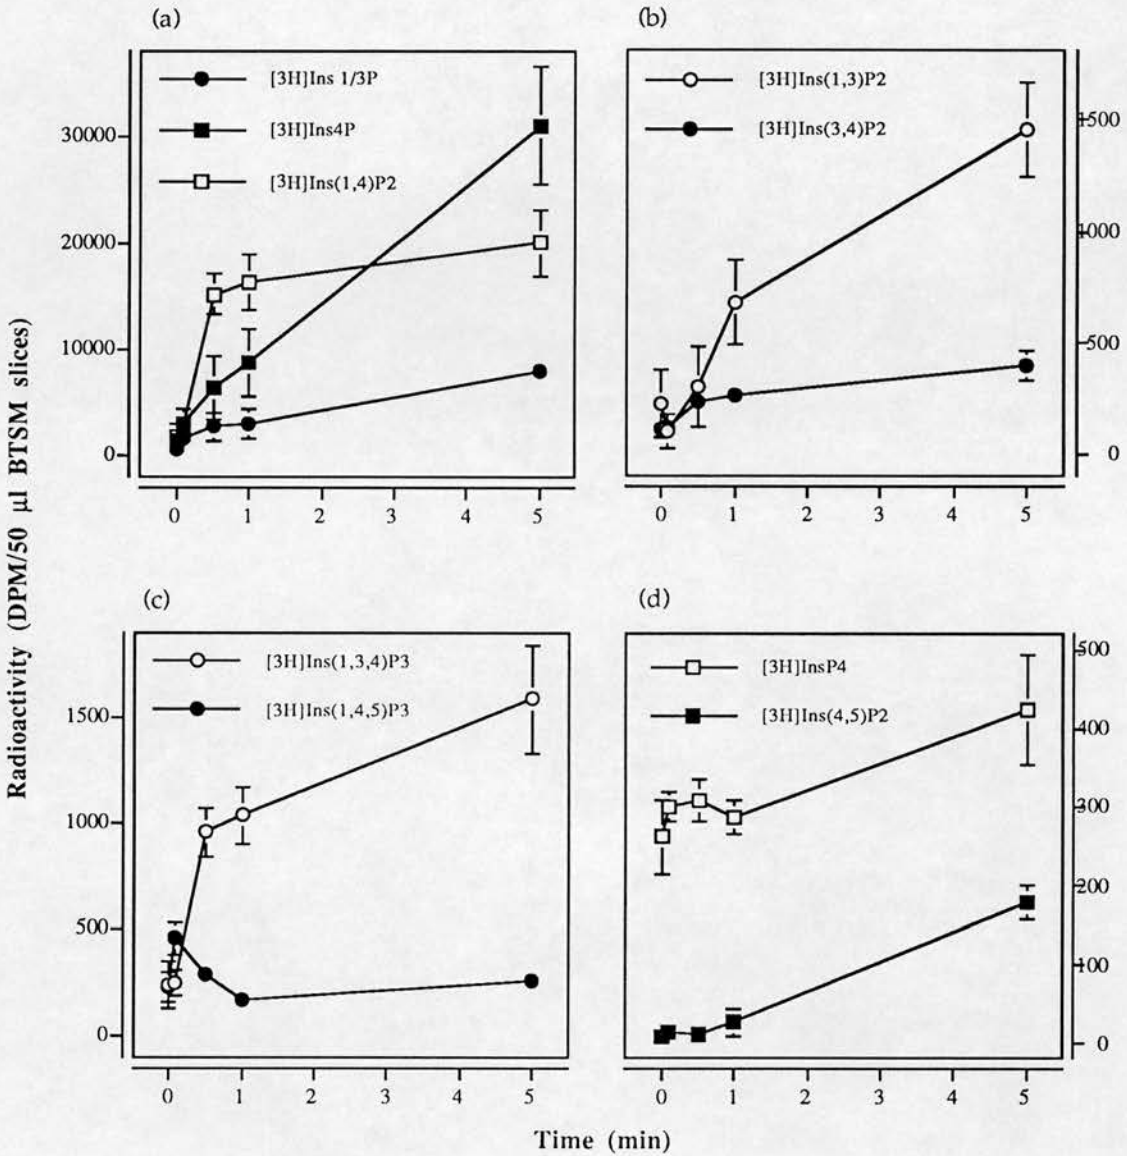 (a)
[3H]Ins 1/3P
[3H]Ins4P
[3H]Ins(1,4)P2
30000
20000
10000
0
0
1
2
3
4
5
(b)
[3H]Ins(1,3)P2
[3H]Ins(3,4)P2
1500
1000
500
0
0
1
2
3
4
5
Radioactivity (DPM/50 µl BTSM slices)
(c)
[3H]Ins(1,3,4)P3
[3H]Ins(1,4,5)P3
1500
1000
500
0
0
1
2
3
4
5
(d)
[3H]InsP4
[3H]Ins(4,5)P2
500
400
300
200
100
0
0
1
2
3
4
5
Time (min)